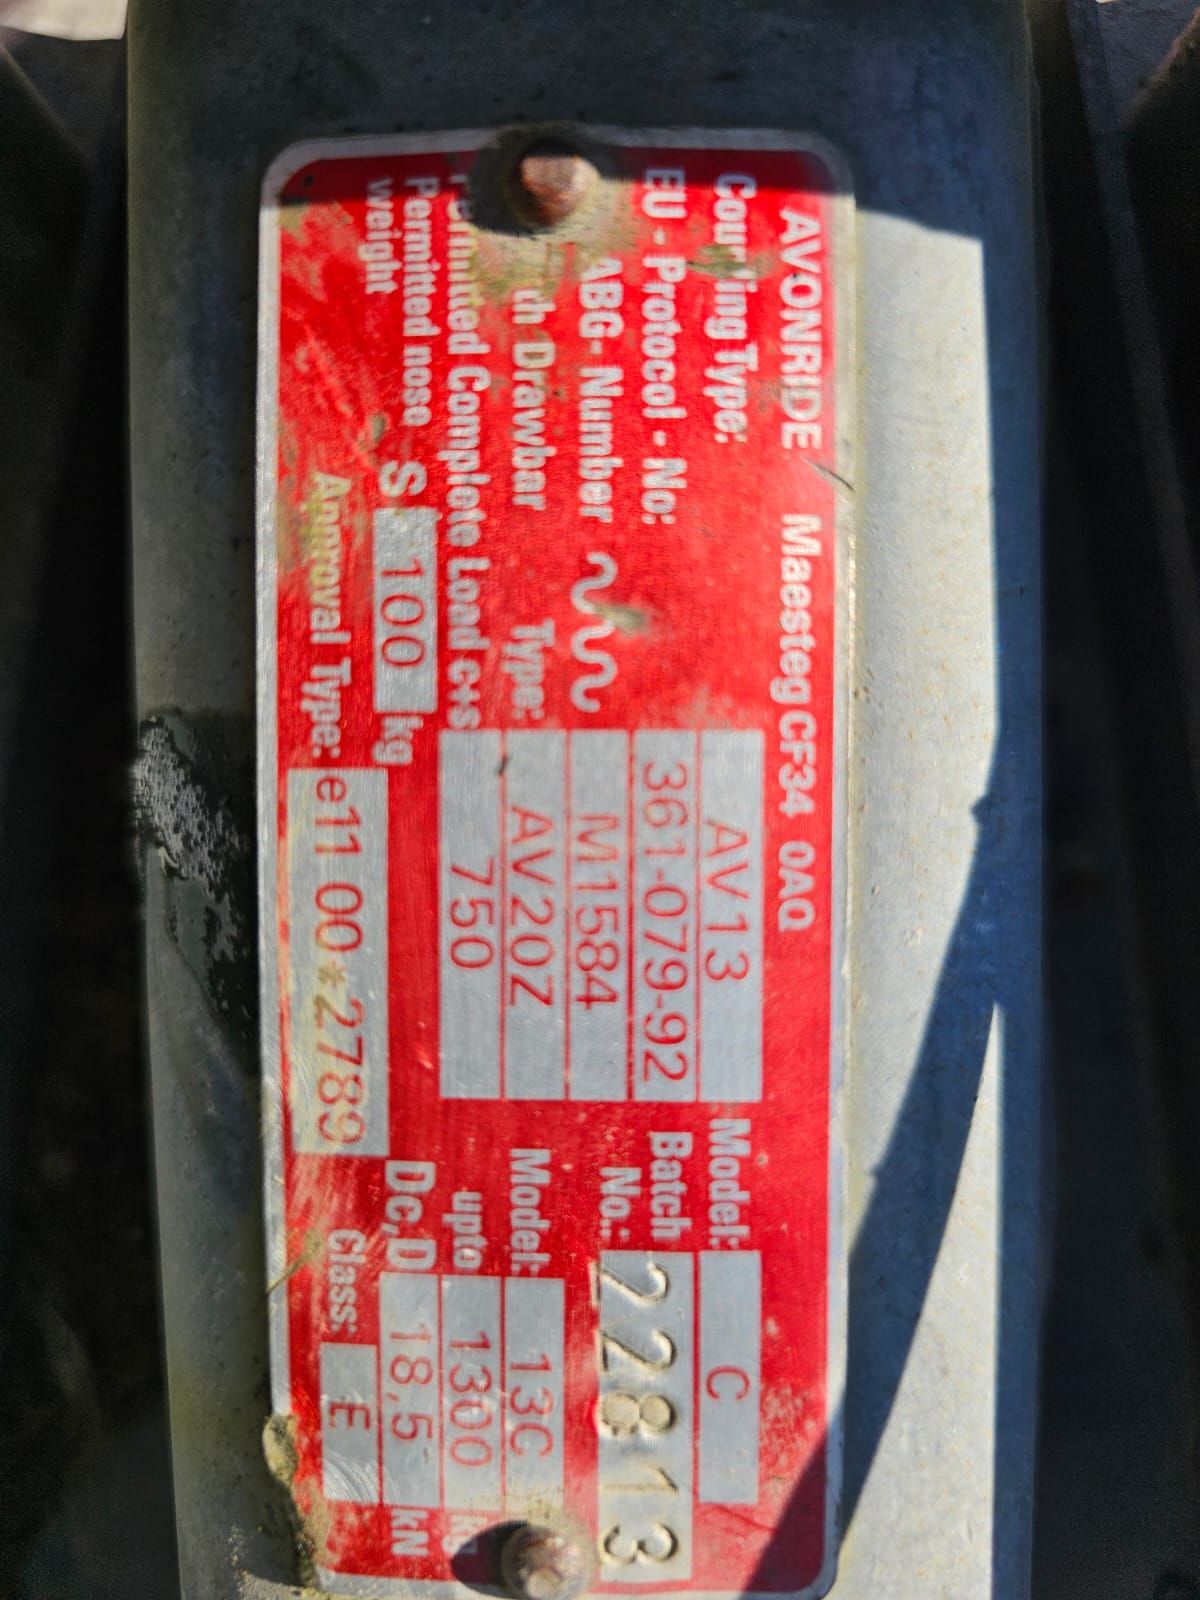 AVONRIDE Maesteg CF34 0AQ
Coupling Type: AV13 Model: C
EU - Protocol - No: 361-079-92 Batch No.: 22813
ABG- Number M1584
Drawbar Type: AV20Z Model: 13C
Permitted Complete Load c+s 750 upto 1300
Permitted nose weight S 100 kg Dc, D 18,5 kN
Approval Type: e11 00*2789 Class: E